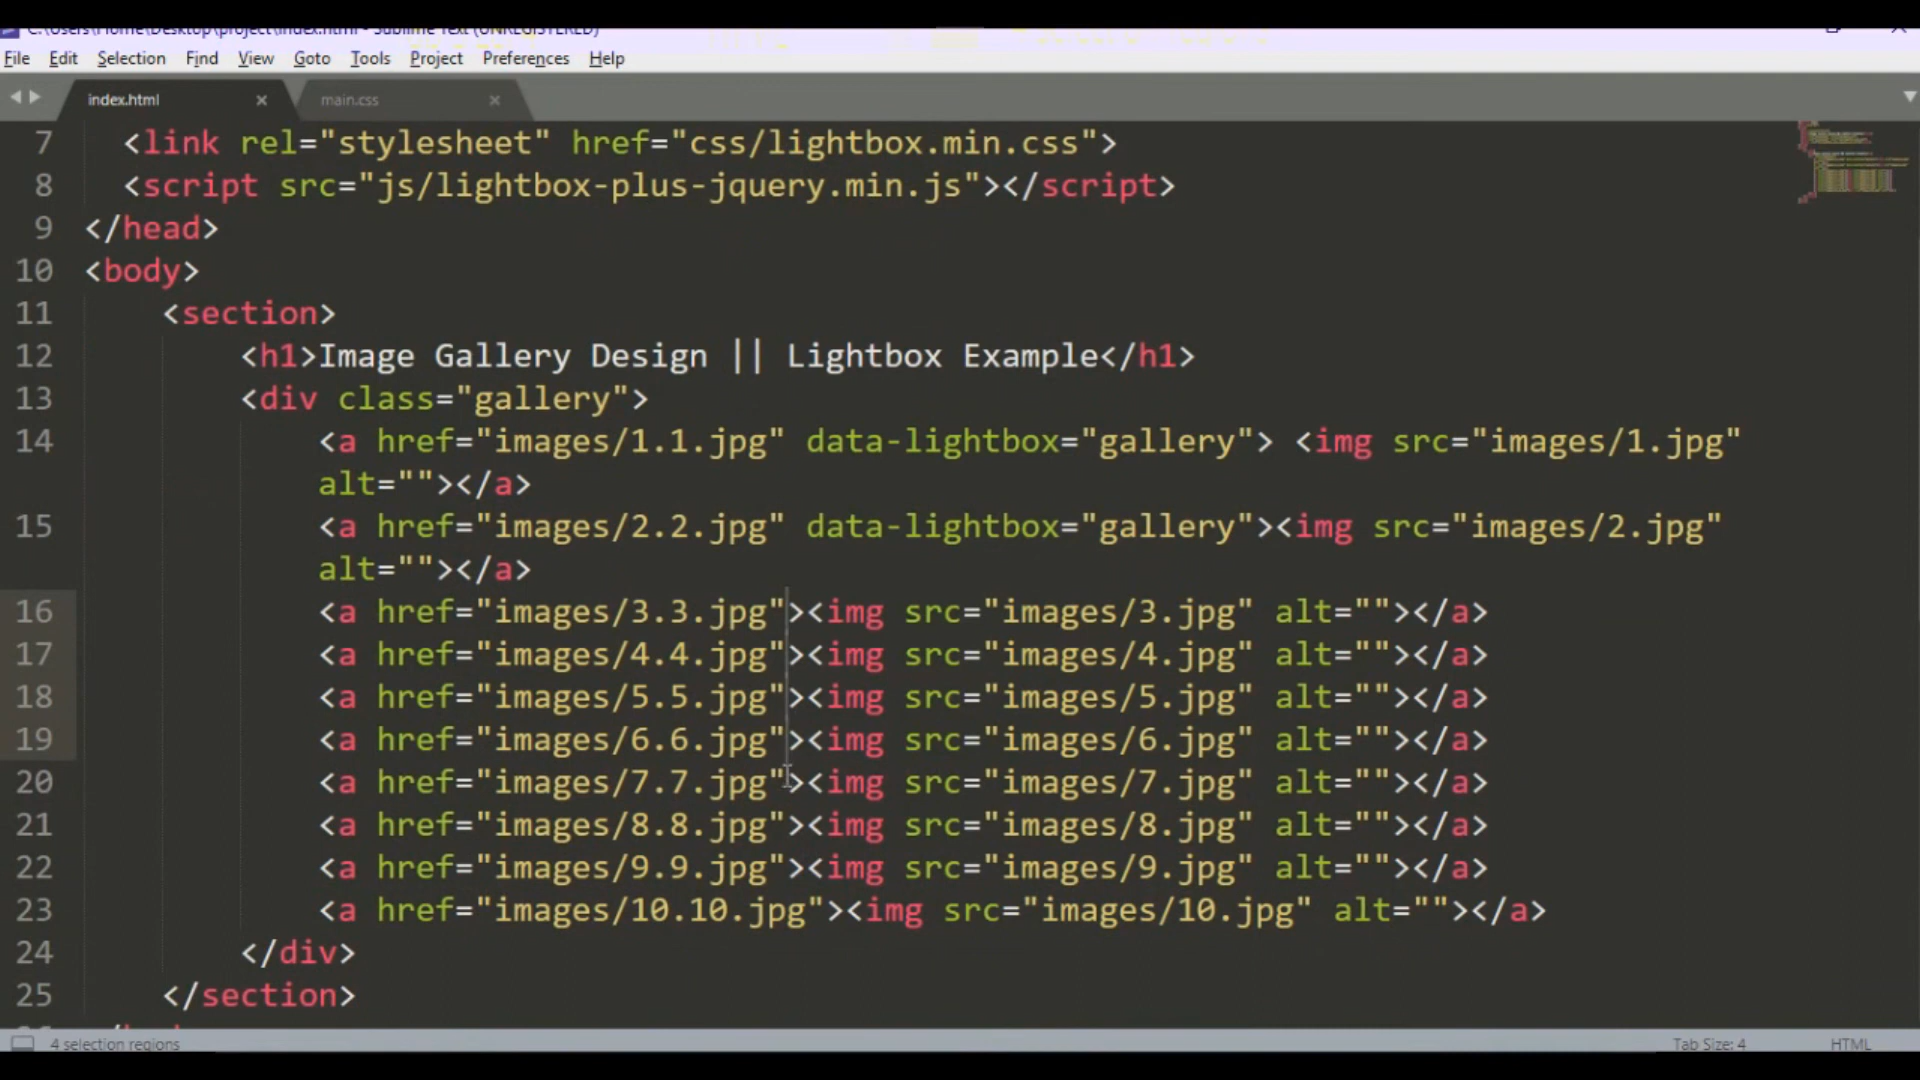 C:\Users\Home\Desktop\project\index.html - Sublime Text (UNREGISTERED)
File Edit Selection Find View Goto Tools Project Preferences Help
index.html × main.css ×
7 <link rel="stylesheet" href="css/lightbox.min.css">
8 <script src="js/lightbox-plus-jquery.min.js"></script>
9 </head>
10 <body>
11 <section>
12 <h1>Image Gallery Design || Lightbox Example</h1>
13 <div class="gallery">
14 <a href="images/1.1.jpg" data-lightbox="gallery"> <img src="images/1.jpg"
alt=""></a>
15 <a href="images/2.2.jpg" data-lightbox="gallery"><img src="images/2.jpg"
alt=""></a>
16 <a href="images/3.3.jpg"><img src="images/3.jpg" alt=""></a>
17 <a href="images/4.4.jpg"><img src="images/4.jpg" alt=""></a>
18 <a href="images/5.5.jpg"><img src="images/5.jpg" alt=""></a>
19 <a href="images/6.6.jpg"><img src="images/6.jpg" alt=""></a>
20 <a href="images/7.7.jpg"><img src="images/7.jpg" alt=""></a>
21 <a href="images/8.8.jpg"><img src="images/8.jpg" alt=""></a>
22 <a href="images/9.9.jpg"><img src="images/9.jpg" alt=""></a>
23 <a href="images/10.10.jpg"><img src="images/10.jpg" alt=""></a>
24 </div>
25 </section>
4 selection regions Tab Size: 4 HTML